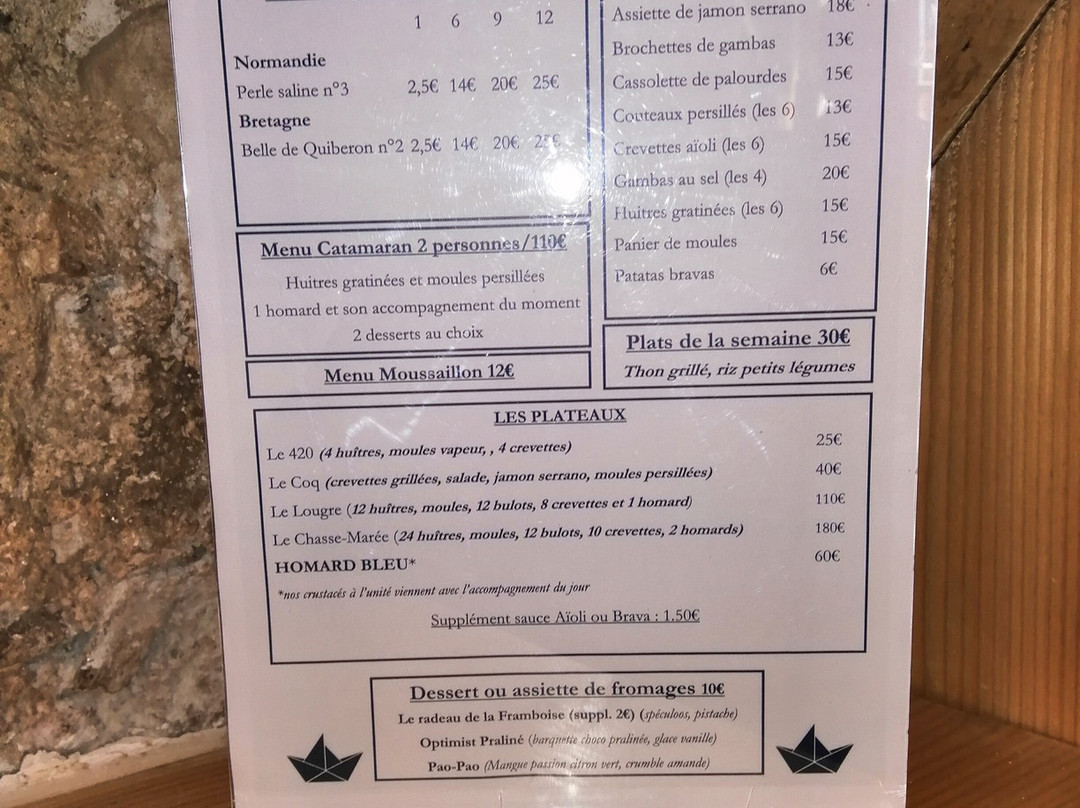 1 6 9 12
Normandie
Perle saline n°3 2,5€ 14€ 20€ 25€
Bretagne
Belle de Quiberon n°2 2,5€ 14€ 20€ 25€
Assiette de jamon serrano 18€
Brochettes de gambas 13€
Cassolette de palourdes 15€
Couteaux persillés (les 6) 13€
Crevettes aïoli (les 6) 15€
Gambas au sel (les 4) 20€
Huitres gratinées (les 6) 15€
Panier de moules 15€
Patatas bravas 6€
Menu Catamaran 2 personnes/110€
Huitres gratinées et moules persillées
1 homard et son accompagnement du moment
2 desserts au choix
Menu Moussaillon 12€
Plats de la semaine 30€
Thon grillé, riz petits légumes
LES PLATEAUX
Le 420 (4 huîtres, moules vapeur, , 4 crevettes) 25€
Le Coq (crevettes grillées, salade, jamon serrano, moules persillées) 40€
Le Lougre (12 huîtres, moules, 12 bulots, 8 crevettes et 1 homard) 110€
Le Chasse-Marée (24 huîtres, moules, 12 bulots, 10 crevettes, 2 homards) 180€
HOMARD BLEU* 60€
*nos crustacés à l'unité viennent avec l'accompagnement du jour
Supplément sauce Aïoli ou Brava : 1.50€
Dessert ou assiette de fromages 10€
Le radeau de la Framboise (suppl. 2€) (spéculoos, pistache)
Optimist Praliné (barquette choco pralinée, glace vanille)
Pao-Pao (Mangue passion citron vert, crumble amande)